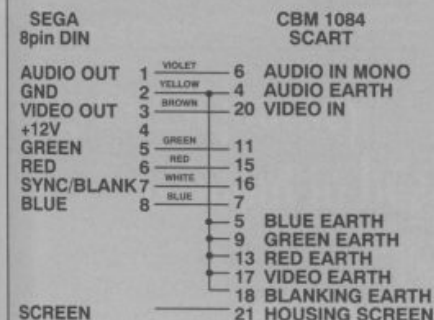 SEGA CBM 1084
8pin DIN SCART
AUDIO OUT 1 VIOLET 6 AUDIO IN MONO
GND 2 YELLOW 4 AUDIO EARTH
VIDEO OUT 3 BROWN 20 VIDEO IN
+12V 4
GREEN 5 GREEN 11
RED 6 RED 15
SYNC/BLANK 7 WHITE 16
BLUE 8 BLUE 7
5 BLUE EARTH
9 GREEN EARTH
13 RED EARTH
17 VIDEO EARTH
18 BLANKING EARTH
SCREEN 21 HOUSING SCREEN